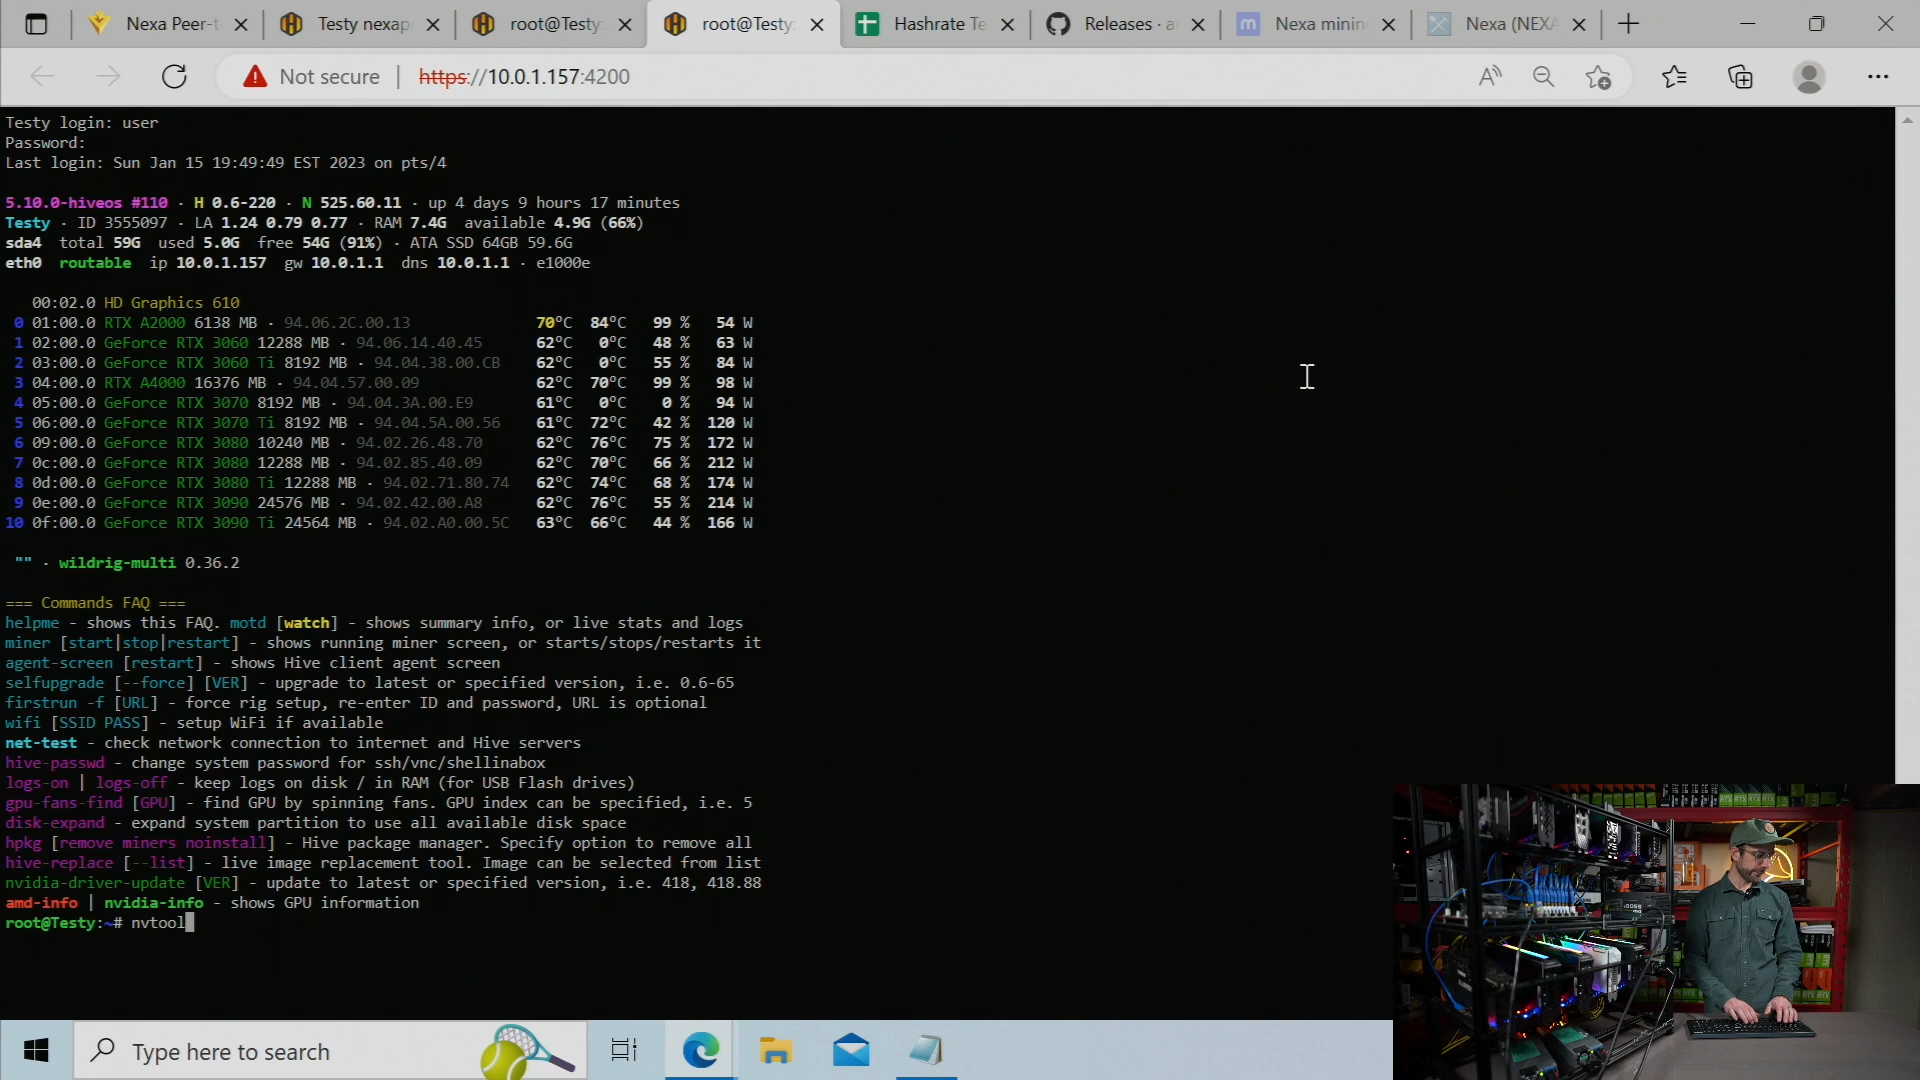 Nexa Peer-t
Testy nexap
root@Testy:
root@Testy:
Hashrate Te
Releases · a
Nexa minin
Nexa (NEXA
Not secure
https://10.0.1.157:4200
Testy login: user
Password:
Last login: Sun Jan 15 19:49:49 EST 2023 on pts/4
5.10.0-hiveos #110 · H 0.6-220 · N 525.60.11 · up 4 days 9 hours 17 minutes
Testy · ID 3555097 · LA 1.24 0.79 0.77 · RAM 7.4G available 4.9G (66%)
sda4 total 59G used 5.0G free 54G (91%) · ATA SSD 64GB 59.6G
eth0 routable ip 10.0.1.157 gw 10.0.1.1 dns 10.0.1.1 · e1000e
00:02.0 HD Graphics 610
0 01:00.0 RTX A2000 6138 MB · 94.06.2C.00.13 70°C 84°C 99 % 54 W
1 02:00.0 GeForce RTX 3060 12288 MB · 94.06.14.40.45 62°C 0°C 48 % 63 W
2 03:00.0 GeForce RTX 3060 Ti 8192 MB · 94.04.38.00.CB 62°C 0°C 55 % 84 W
3 04:00.0 RTX A4000 16376 MB · 94.04.57.00.09 62°C 70°C 99 % 98 W
4 05:00.0 GeForce RTX 3070 8192 MB · 94.04.3A.00.E9 61°C 0°C 0 % 94 W
5 06:00.0 GeForce RTX 3070 Ti 8192 MB · 94.04.5A.00.56 61°C 72°C 42 % 120 W
6 09:00.0 GeForce RTX 3080 10240 MB · 94.02.26.48.70 62°C 76°C 75 % 172 W
7 0c:00.0 GeForce RTX 3080 12288 MB · 94.02.85.40.09 62°C 70°C 66 % 212 W
8 0d:00.0 GeForce RTX 3080 Ti 12288 MB · 94.02.71.80.74 62°C 74°C 68 % 174 W
9 0e:00.0 GeForce RTX 3090 24576 MB · 94.02.42.00.A8 62°C 76°C 55 % 214 W
10 0f:00.0 GeForce RTX 3090 Ti 24564 MB · 94.02.A0.00.5C 63°C 66°C 44 % 166 W
"" · wildrig-multi 0.36.2
=== Commands FAQ ===
helpme - shows this FAQ. motd [watch] - shows summary info, or live stats and logs
miner [start|stop|restart] - shows running miner screen, or starts/stops/restarts it
agent-screen [restart] - shows Hive client agent screen
selfupgrade [--force] [VER] - upgrade to latest or specified version, i.e. 0.6-65
firstrun -f [URL] - force rig setup, re-enter ID and password, URL is optional
wifi [SSID PASS] - setup WiFi if available
net-test - check network connection to internet and Hive servers
hive-passwd - change system password for ssh/vnc/shellinabox
logs-on | logs-off - keep logs on disk / in RAM (for USB Flash drives)
gpu-fans-find [GPU] - find GPU by spinning fans. GPU index can be specified, i.e. 5
disk-expand - expand system partition to use all available disk space
hpkg [remove miners noinstall] - Hive package manager. Specify option to remove all
hive-replace [--list] - live image replacement tool. Image can be selected from list
nvidia-driver-update [VER] - update to latest or specified version, i.e. 418, 418.88
amd-info | nvidia-info - shows GPU information
root@Testy:~# nvtool
Type here to search